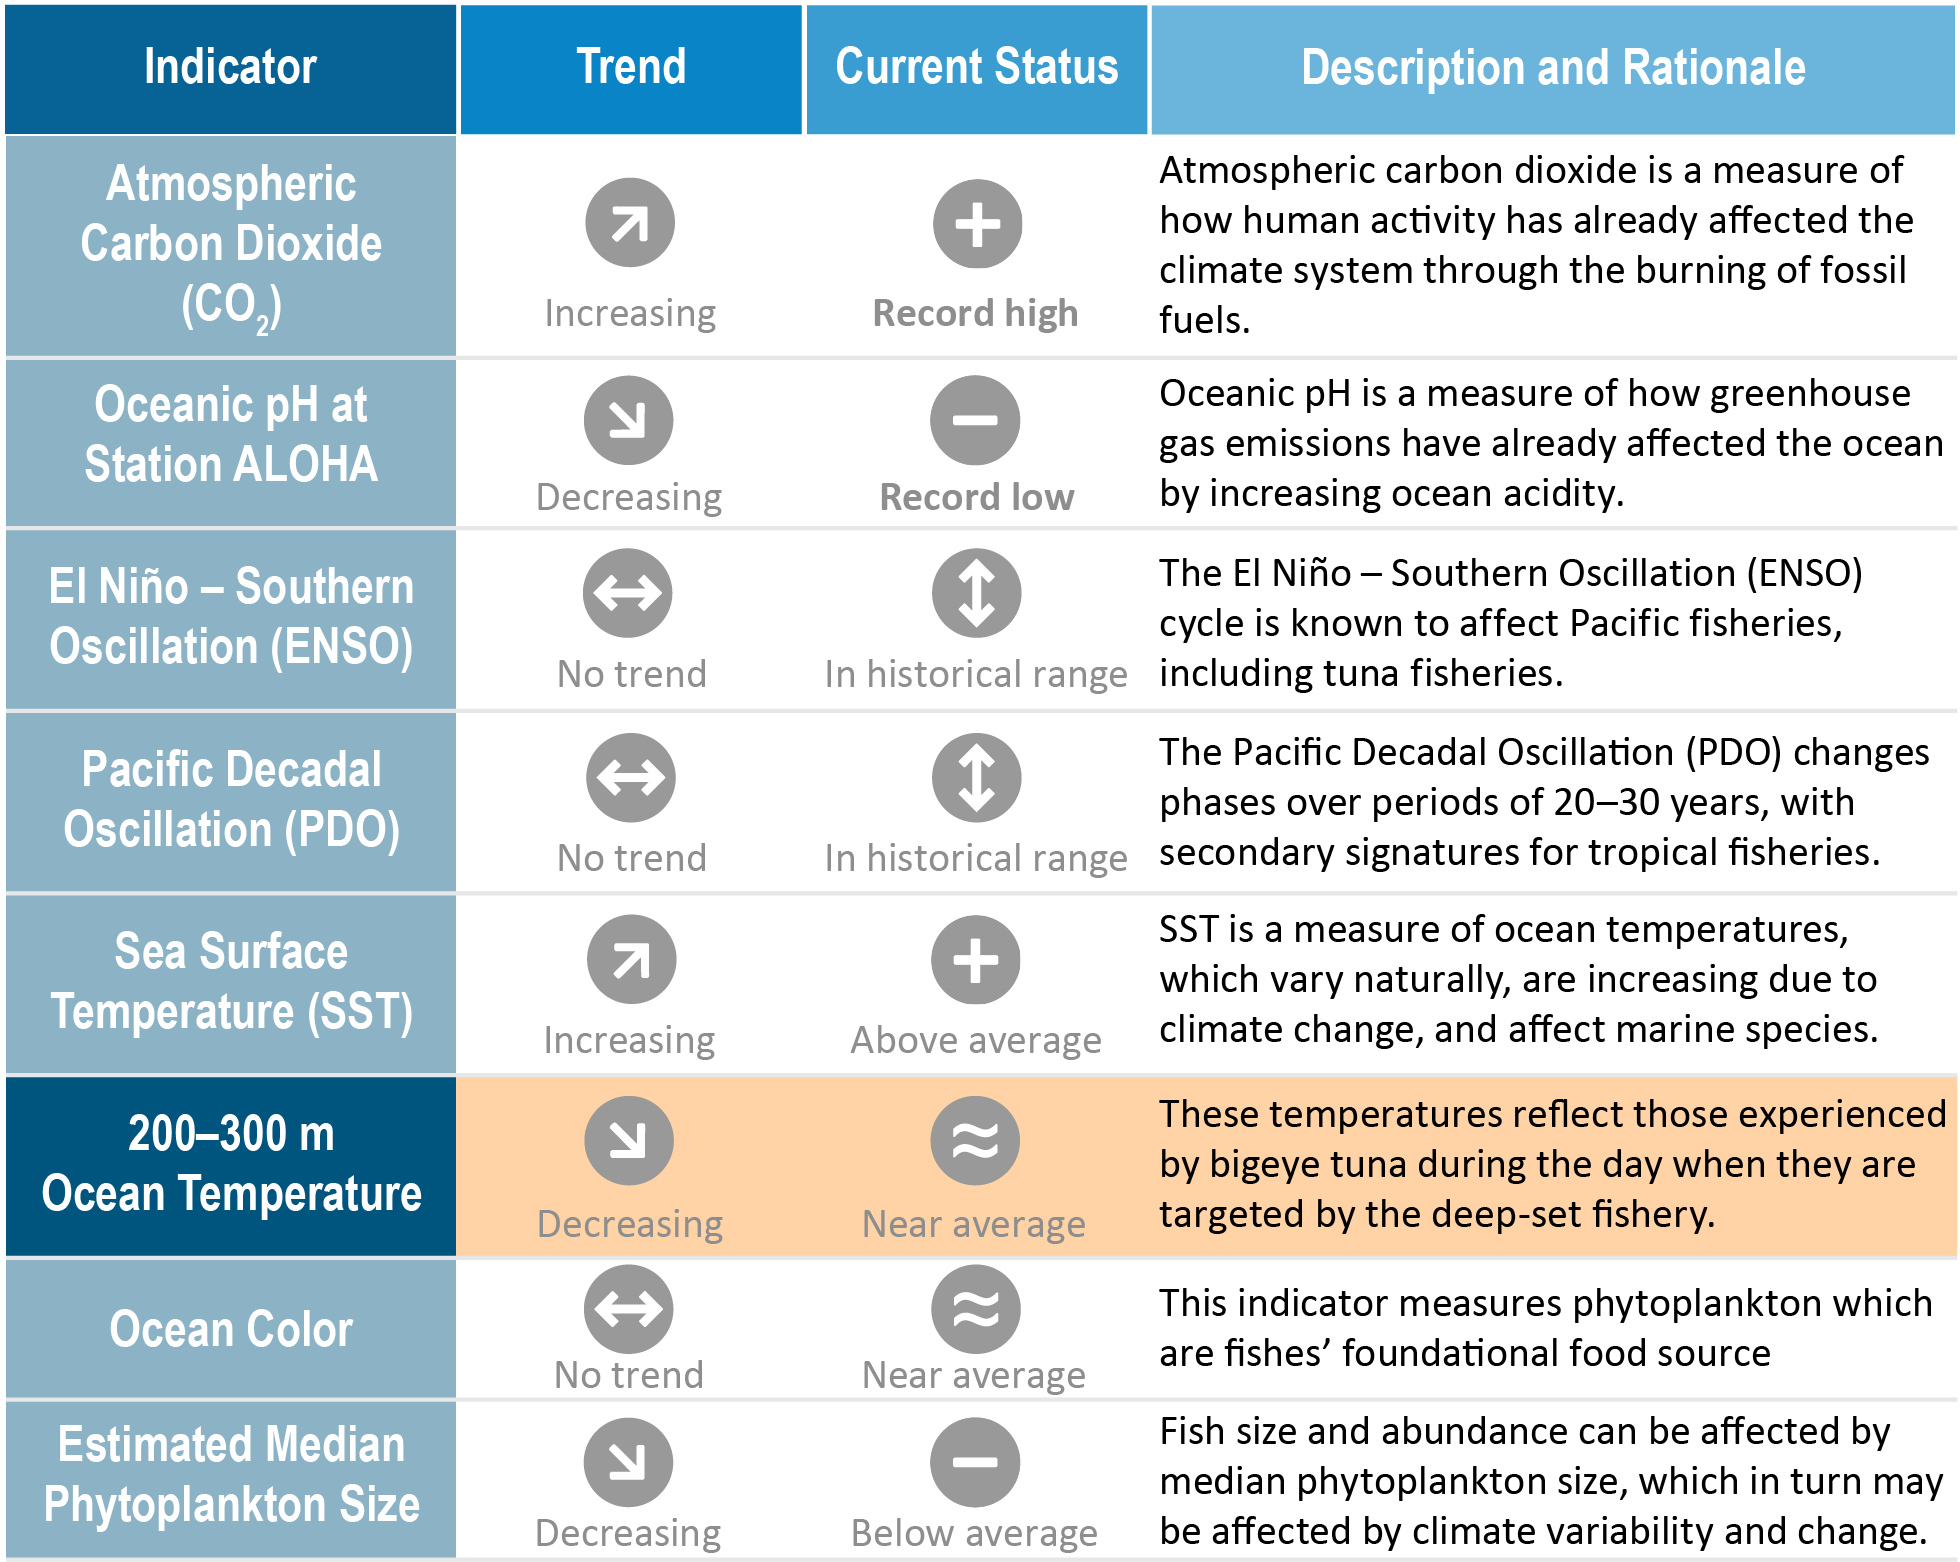 Indicator
Trend
Current Status
Description and Rationale
Atmospheric
Carbon Dioxide
(CO₂)
Increasing
Record high
Atmospheric carbon dioxide is a measure of
how human activity has already affected the
climate system through the burning of fossil
fuels.
Oceanic pH at
Station ALOHA
Decreasing
Record low
Oceanic pH is a measure of how greenhouse
gas emissions have already affected the ocean
by increasing ocean acidity.
El Niño – Southern
Oscillation (ENSO)
No trend
In historical range
The El Niño – Southern Oscillation (ENSO)
cycle is known to affect Pacific fisheries,
including tuna fisheries.
Pacific Decadal
Oscillation (PDO)
No trend
In historical range
The Pacific Decadal Oscillation (PDO) changes
phases over periods of 20–30 years, with
secondary signatures for tropical fisheries.
Sea Surface
Temperature (SST)
Increasing
Above average
SST is a measure of ocean temperatures,
which vary naturally, are increasing due to
climate change, and affect marine species.
200–300 m
Ocean Temperature
Decreasing
Near average
These temperatures reflect those experienced
by bigeye tuna during the day when they are
targeted by the deep-set fishery.
Ocean Color
No trend
Near average
This indicator measures phytoplankton which
are fishes’ foundational food source
Estimated Median
Phytoplankton Size
Decreasing
Below average
Fish size and abundance can be affected by
median phytoplankton size, which in turn may
be affected by climate variability and change.